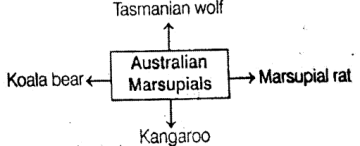 Tasmanian wolf
Australian
Marsupials
Koala bear
Marsupial rat
Kangaroo